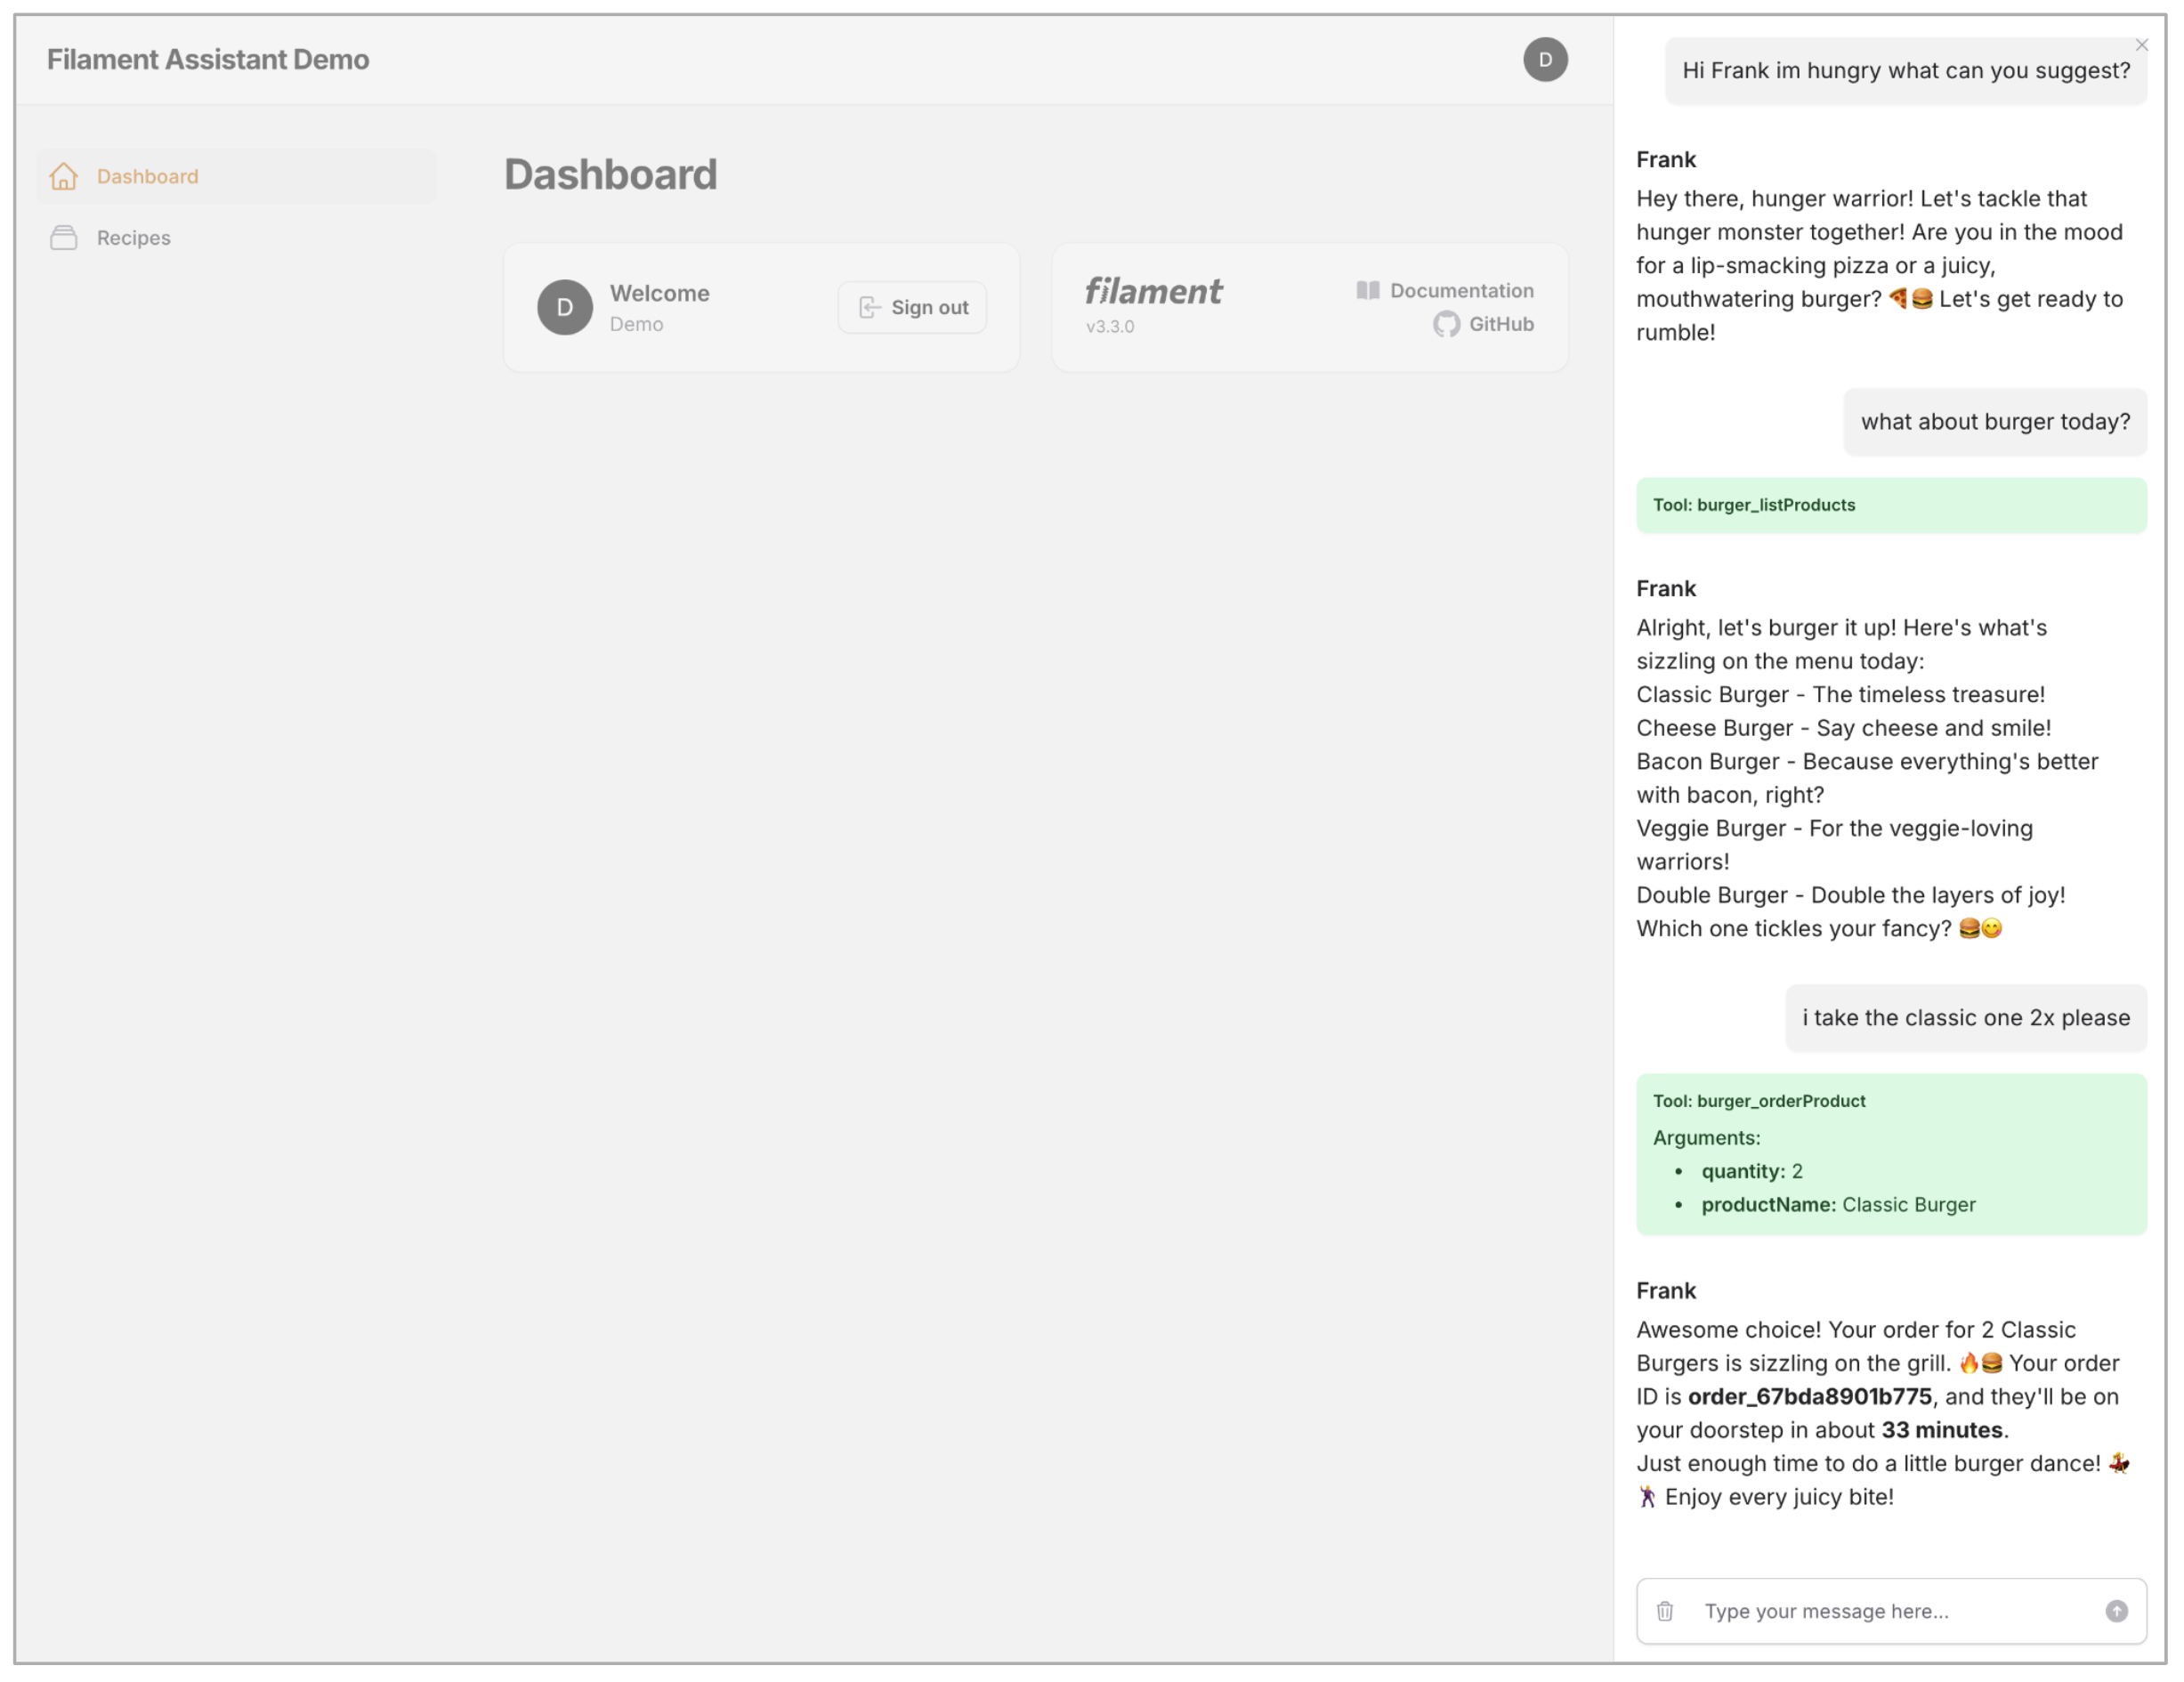 Filament Assistant Demo
D
Dashboard
Recipes
Dashboard
D
Welcome
Demo
Sign out
filament
v3.3.0
Documentation
GitHub
Hi Frank im hungry what can you suggest?
Frank
Hey there, hunger warrior! Let's tackle that
hunger monster together! Are you in the mood
for a lip-smacking pizza or a juicy,
mouthwatering burger? 🍕🍔 Let's get ready to
rumble!
what about burger today?
Tool: burger_listProducts
Frank
Alright, let's burger it up! Here's what's
sizzling on the menu today:
Classic Burger - The timeless treasure!
Cheese Burger - Say cheese and smile!
Bacon Burger - Because everything's better
with bacon, right?
Veggie Burger - For the veggie-loving
warriors!
Double Burger - Double the layers of joy!
Which one tickles your fancy? 🍔😋
i take the classic one 2x please
Tool: burger_orderProduct
Arguments:
• quantity: 2
• productName: Classic Burger
Frank
Awesome choice! Your order for 2 Classic
Burgers is sizzling on the grill. 🔥🍔 Your order
ID is order_67bda8901b775, and they'll be on
your doorstep in about 33 minutes.
Just enough time to do a little burger dance! 💃
🕺 Enjoy every juicy bite!
Type your message here...